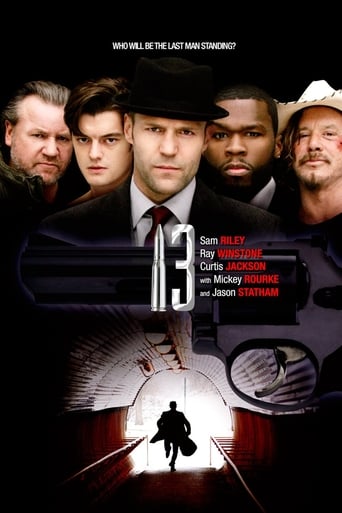 WHO WILL BE THE LAST MAN STANDING?
13
Sam RILEY
Ray WINSTONE
Curtis JACKSON
with Mickey ROURKE
and Jason STATHAM